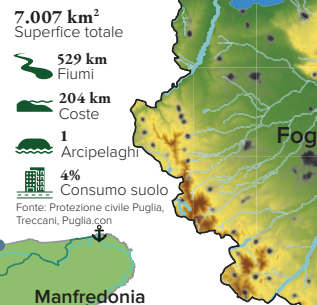 7.007 km²
Superfice totale
529 km
Fiumi
204 km
Coste
1
Arcipelaghi
4%
Consumo suolo
Fonte: Protezione civile Puglia,
Treccani, Puglia.con
Fog
Manfredonia